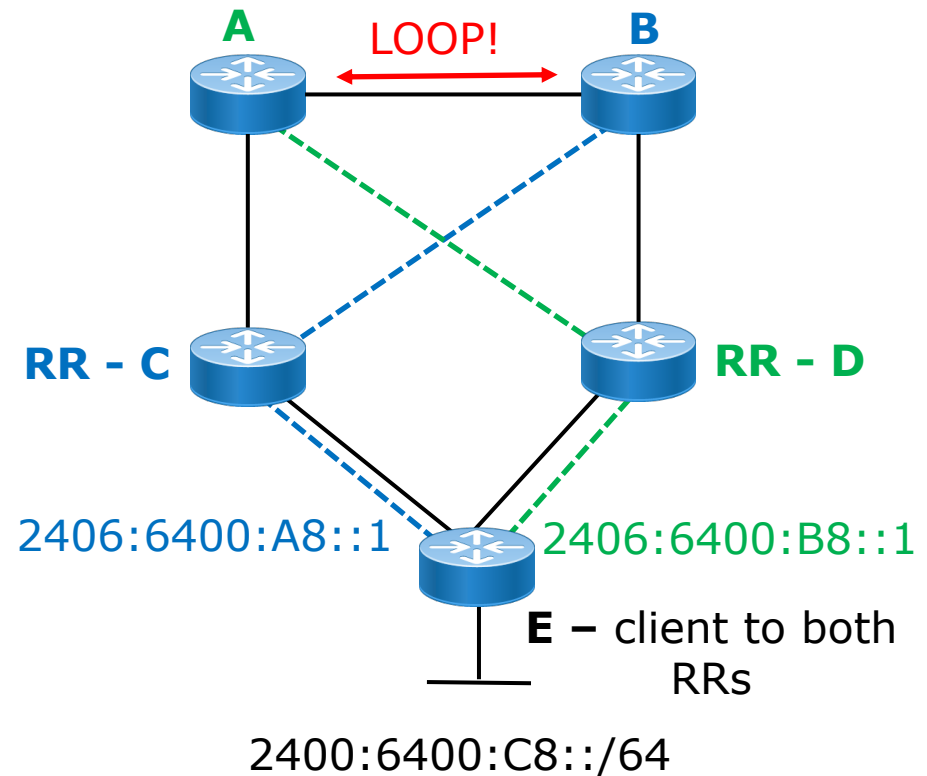 A
LOOP!
B
RR - C
RR - D
2406:6400:A8::1
2406:6400:B8::1
E – client to both
RRs
2400:6400:C8::/64